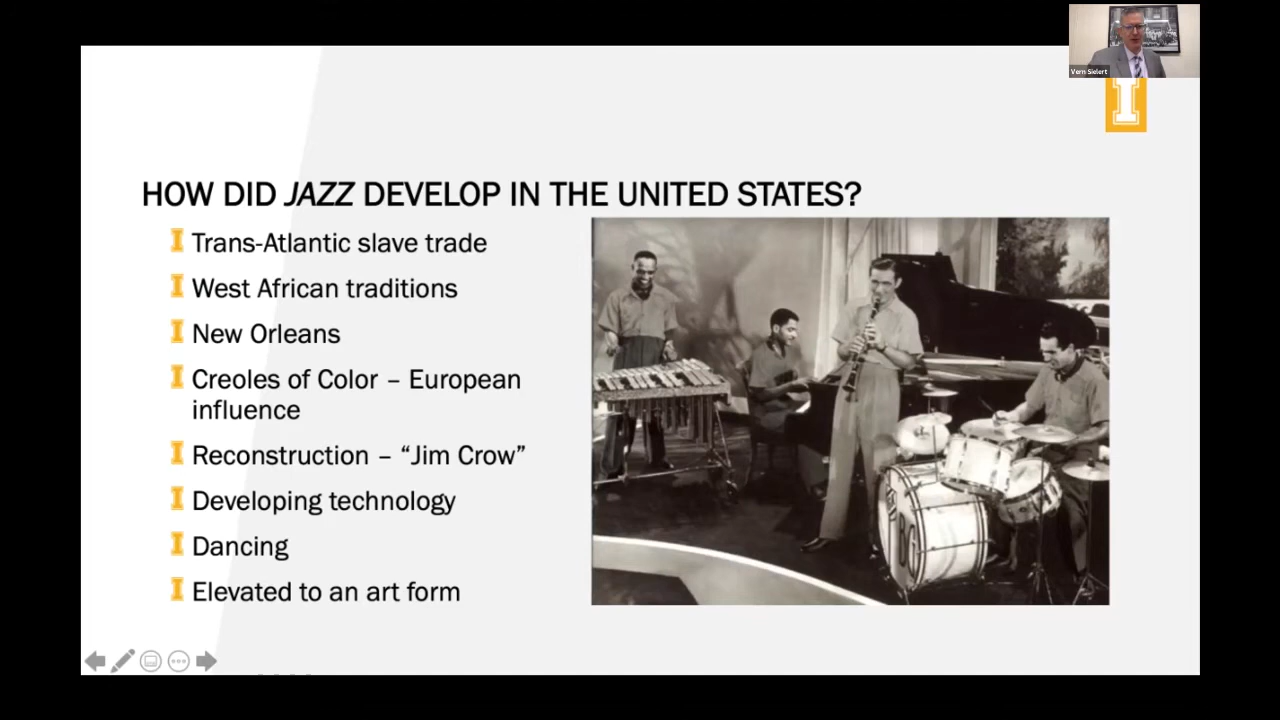 Vern Sielert
I
HOW DID JAZZ DEVELOP IN THE UNITED STATES?
Trans-Atlantic slave trade
West African traditions
New Orleans
Creoles of Color – European
influence
Reconstruction – “Jim Crow”
Developing technology
Dancing
Elevated to an art form
BG